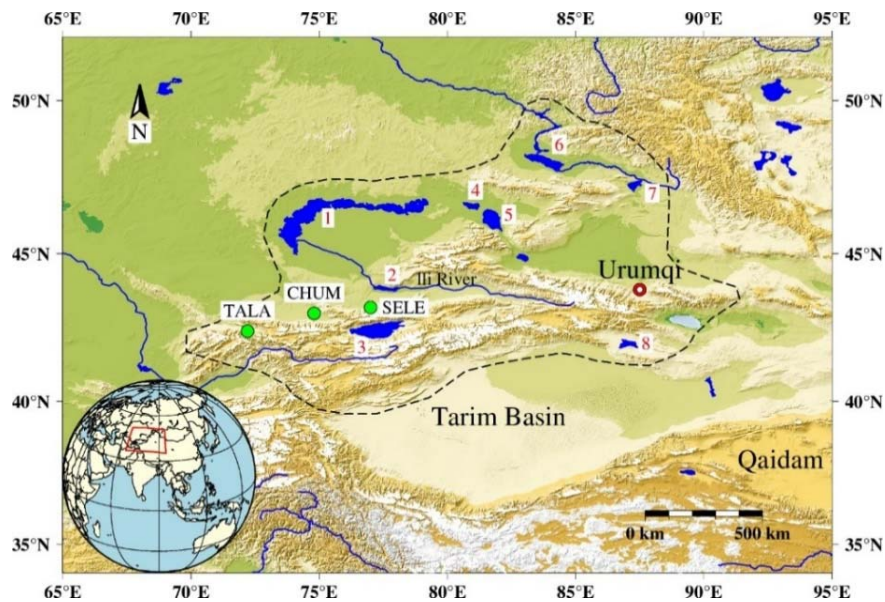 65°E 70°E 75°E 80°E 85°E 90°E 95°E
50°N 50°N
N
6
7
4
5
1
45°N 45°N
2
Ili River
Urumqi
CHUM
TALA
SELE
3
8
40°N 40°N
Tarim Basin
Qaidam
0 km 500 km
35°N 35°N
65°E 70°E 75°E 80°E 85°E 90°E 95°E